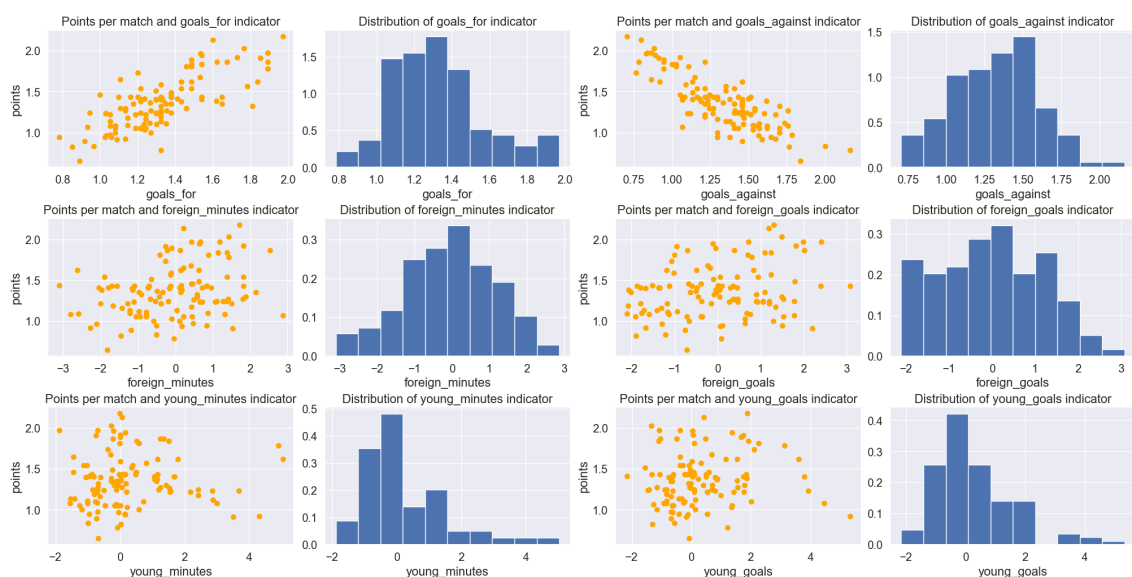 Points per match and goals_for indicator
Distribution of goals_for indicator
Points per match and goals_against indicator
Distribution of goals_against indicator
points
2.0
1.5
1.0
0.8 1.0 1.2 1.4 1.6 1.8 2.0
goals_for
1.5
1.0
0.5
0.0
0.8 1.0 1.2 1.4 1.6 1.8 2.0
goals_for
points
2.0
1.5
1.0
0.75 1.00 1.25 1.50 1.75 2.00
goals_against
1.5
1.0
0.5
0.0
0.75 1.00 1.25 1.50 1.75 2.00
goals_against
Points per match and foreign_minutes indicator
Distribution of foreign_minutes indicator
Points per match and foreign_goals indicator
Distribution of foreign_goals indicator
points
2.0
1.5
1.0
−3 −2 −1 0 1 2 3
foreign_minutes
0.3
0.2
0.1
0.0
−3 −2 −1 0 1 2 3
foreign_minutes
points
2.0
1.5
1.0
−2 −1 0 1 2 3
foreign_goals
0.3
0.2
0.1
0.0
−2 −1 0 1 2 3
foreign_goals
Points per match and young_minutes indicator
Distribution of young_minutes indicator
Points per match and young_goals indicator
Distribution of young_goals indicator
points
2.0
1.5
1.0
−2 0 2 4
young_minutes
0.5
0.4
0.3
0.2
0.1
0.0
−2 0 2 4
young_minutes
points
2.0
1.5
1.0
−2 0 2 4
young_goals
0.4
0.3
0.2
0.1
0.0
−2 0 2 4
young_goals